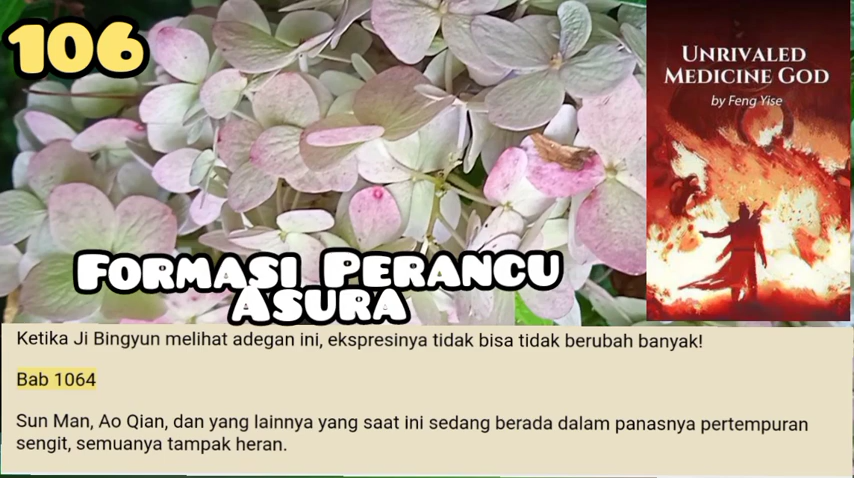 106
UNRIVALED
MEDICINE GOD
by Feng Yise
FORMASI PERANCU
ASURA
Ketika Ji Bingyun melihat adegan ini, ekspresinya tidak bisa tidak berubah banyak!
Bab 1064
Sun Man, Ao Qian, dan yang lainnya yang saat ini sedang berada dalam panasnya pertempuran
sengit, semuanya tampak heran.